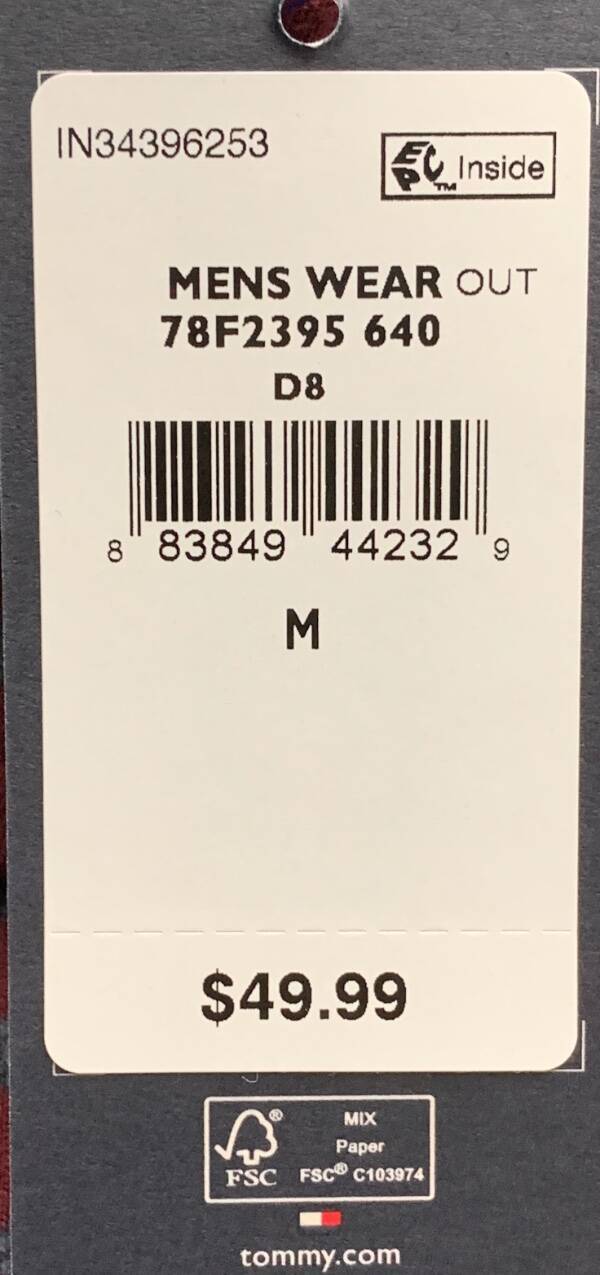 IN34396253
EPC™ Inside
MENS WEAR OUT
78F2395 640
D8
8 83849 44232 9
M
$49.99
®
MIX
Paper
FSC FSC® C103974
tommy.com